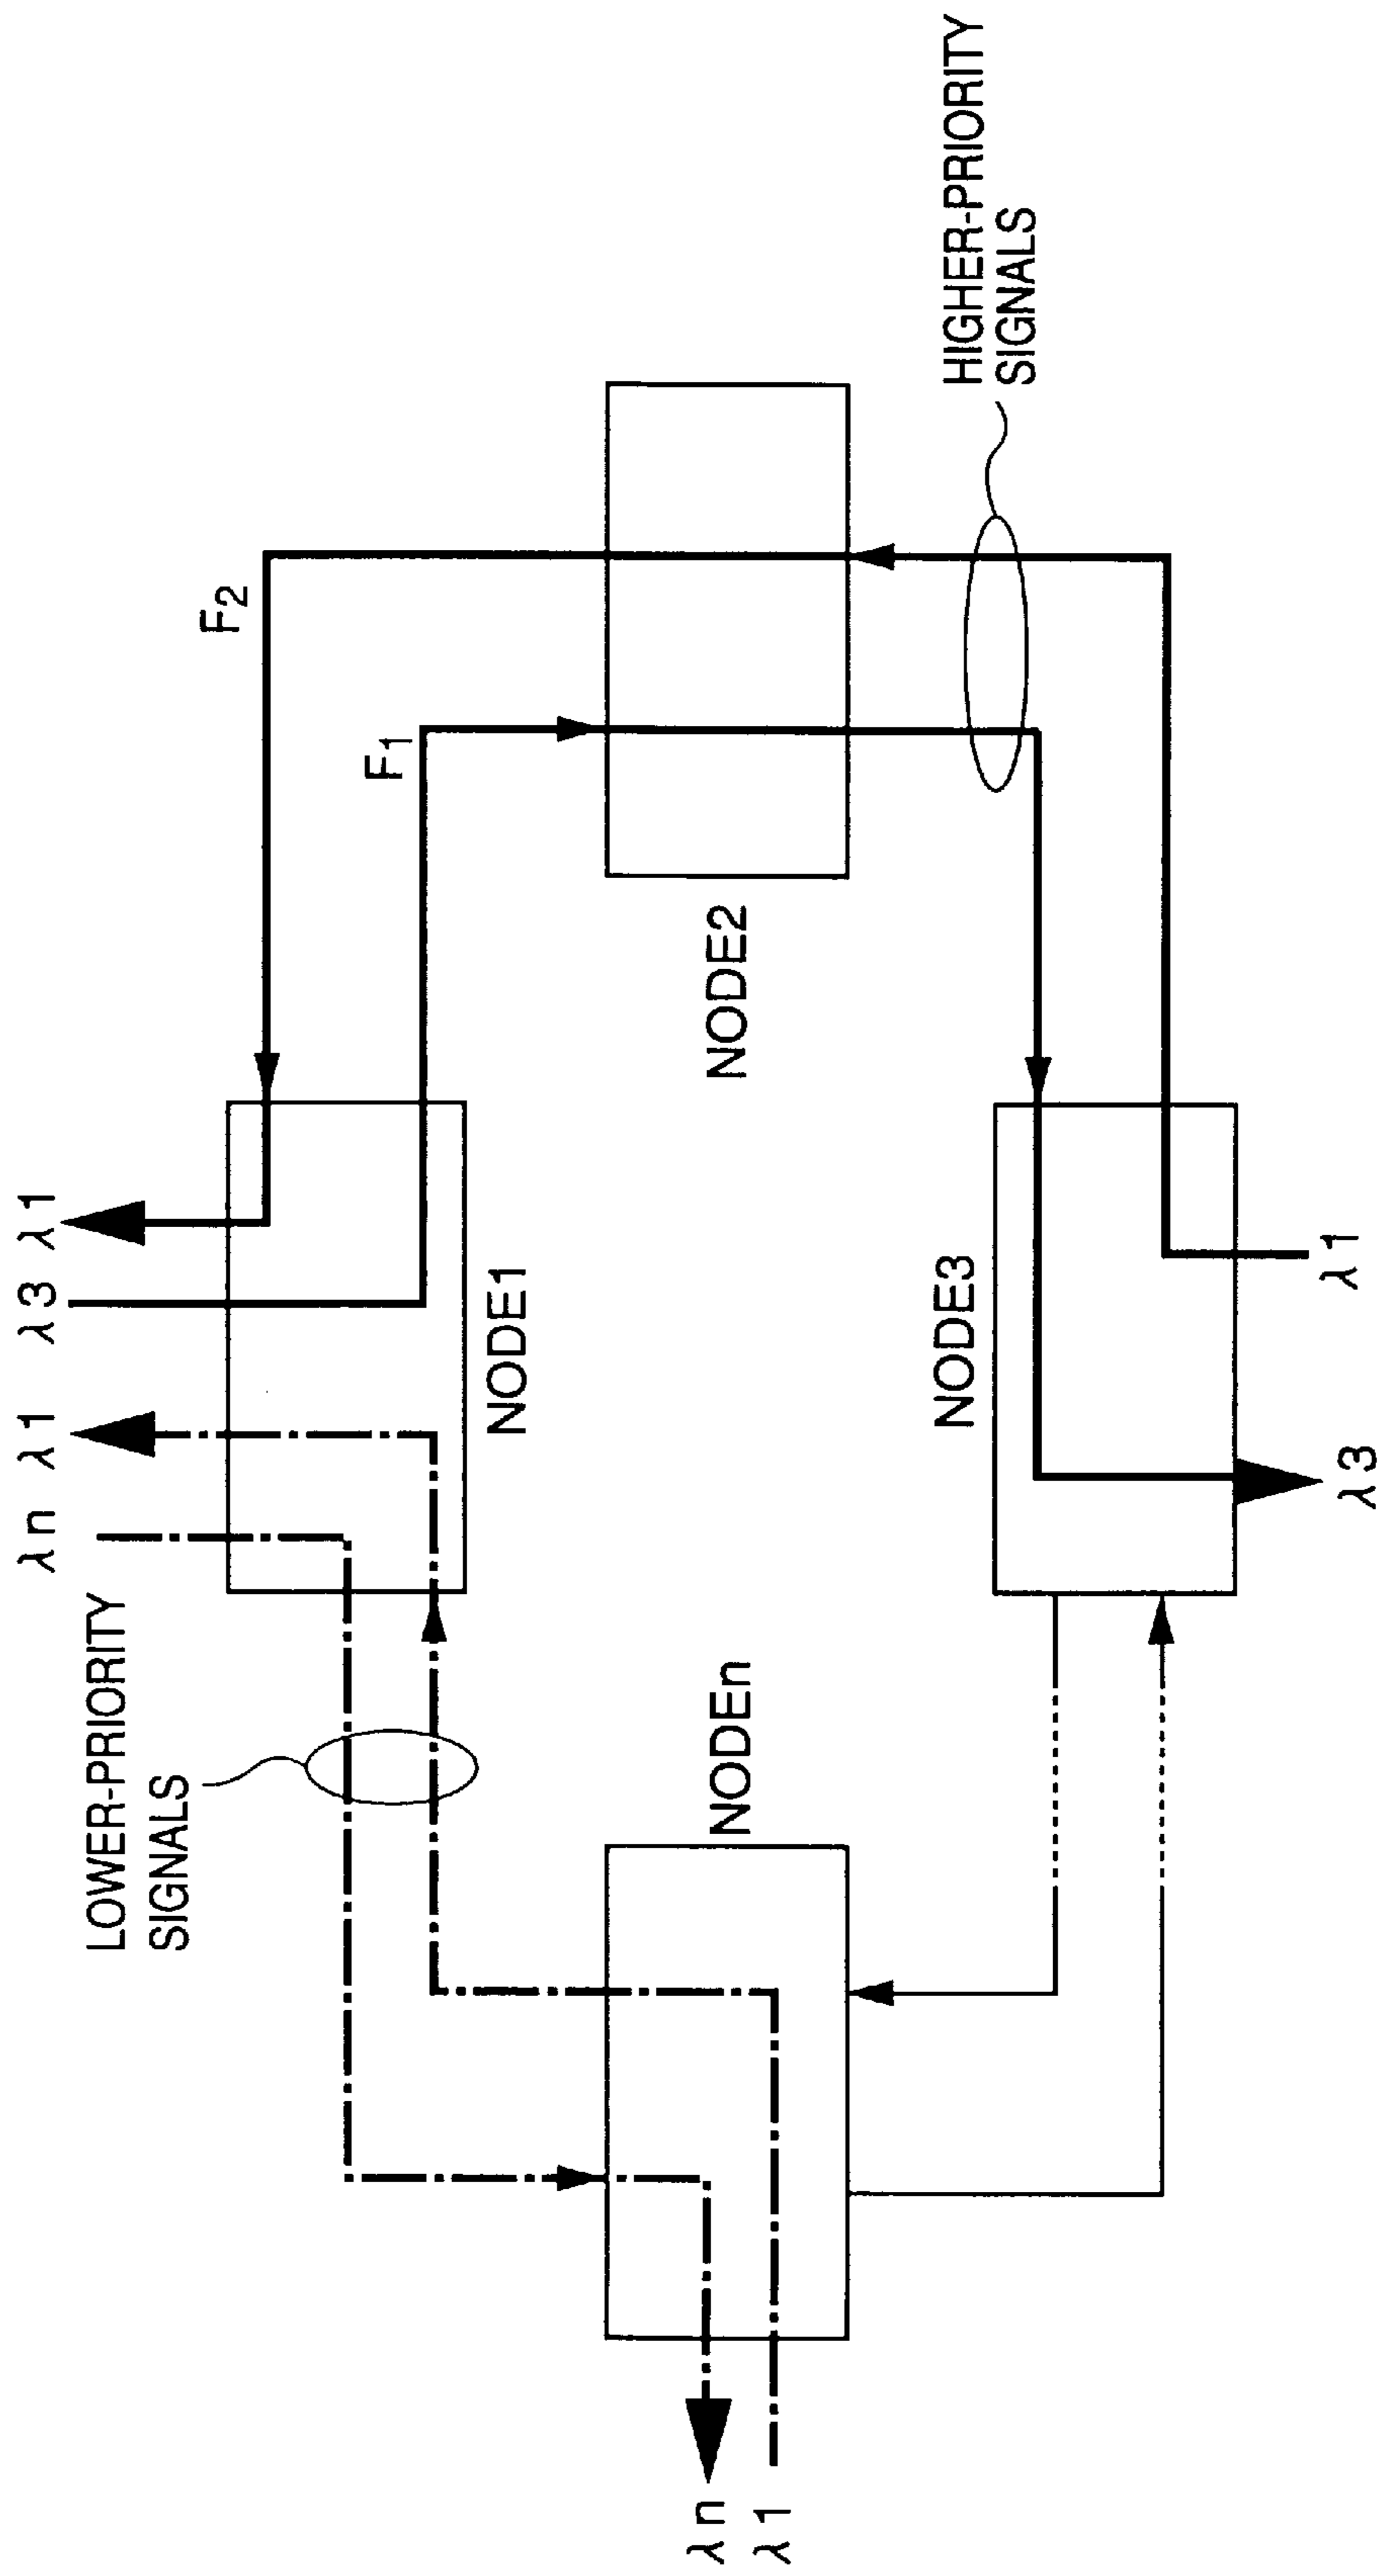 λn λ1 λ3 λ1
LOWER-PRIORITY
SIGNALS
F2
F1
NODE1
NODEn
NODE2
NODE3
HIGHER-PRIORITY
SIGNALS
λn
λ1
λ3
λ1